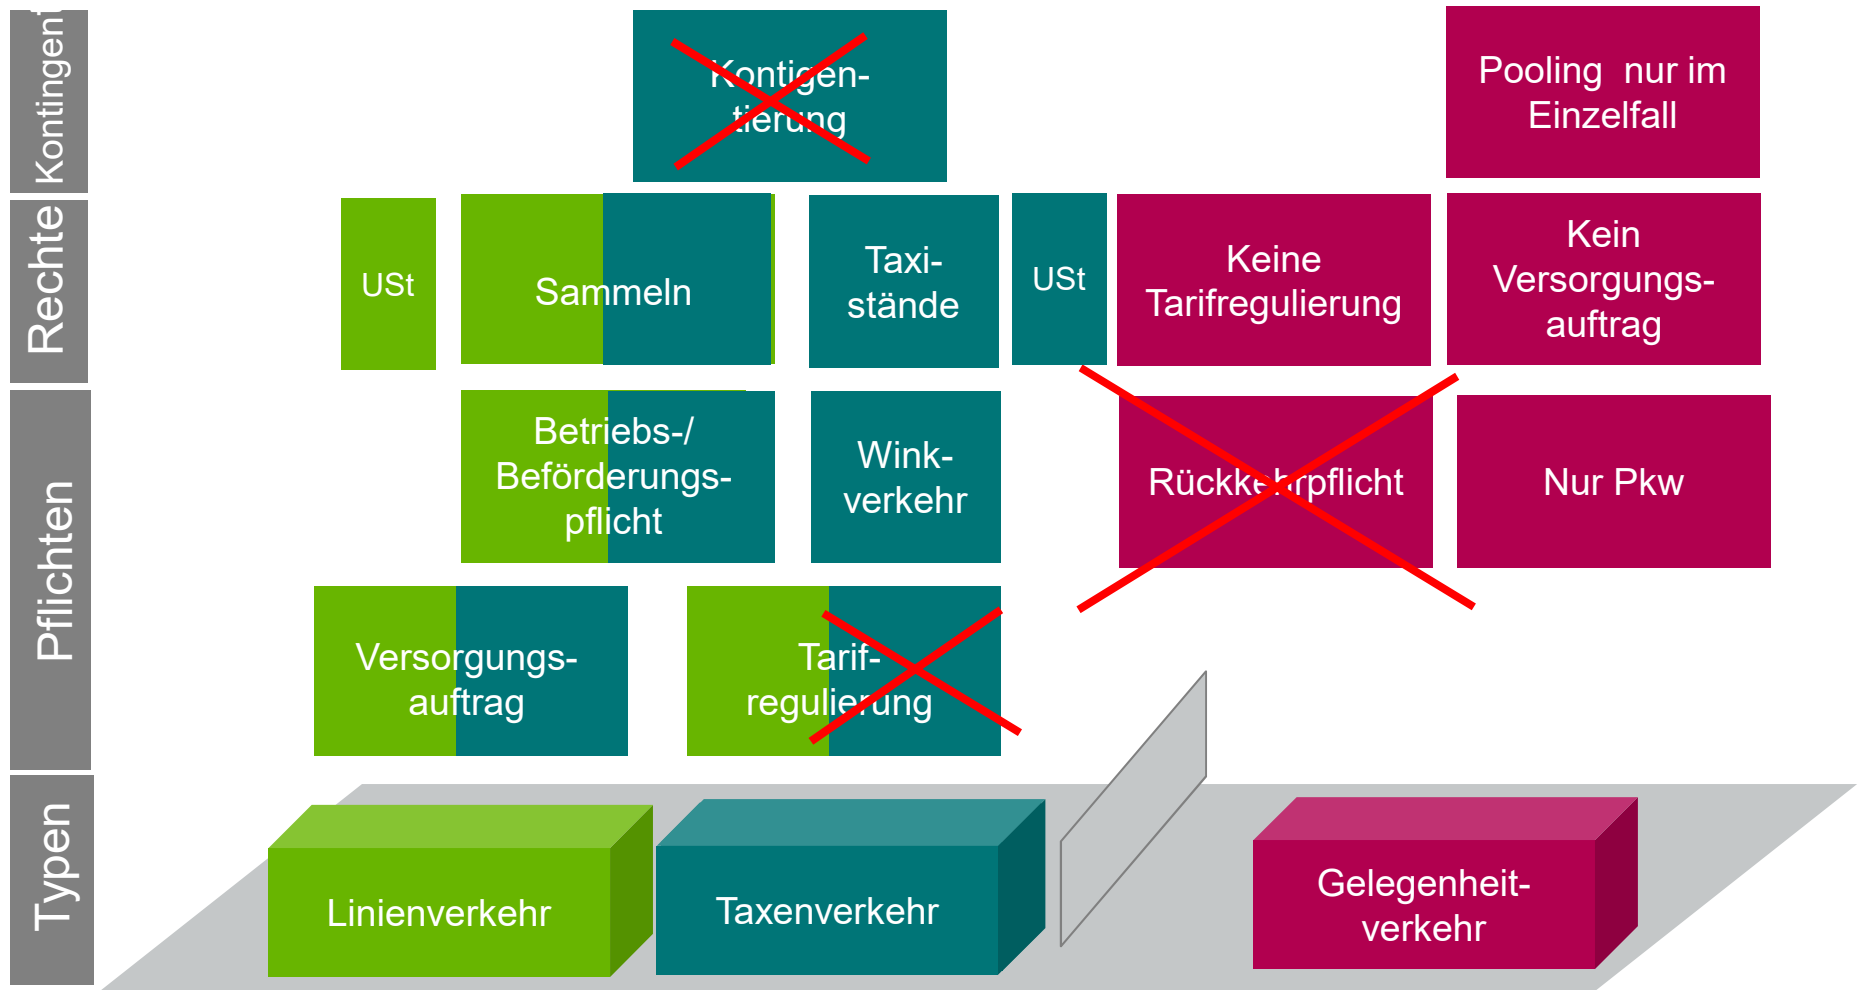 Kontingent
Kontigen-
tierung
Pooling nur im
Einzelfall
Rechte
USt
Sammeln
Taxi-
stände
USt
Keine
Tarifregulierung
Kein
Versorgungs-
auftrag
Pflichten
Betriebs-/
Beförderungs-
pflicht
Wink-
verkehr
Rückkehrpflicht
Nur Pkw
Versorgungs-
auftrag
Tarif-
regulierung
Typen
Linienverkehr
Taxenverkehr
Gelegenheit-
verkehr